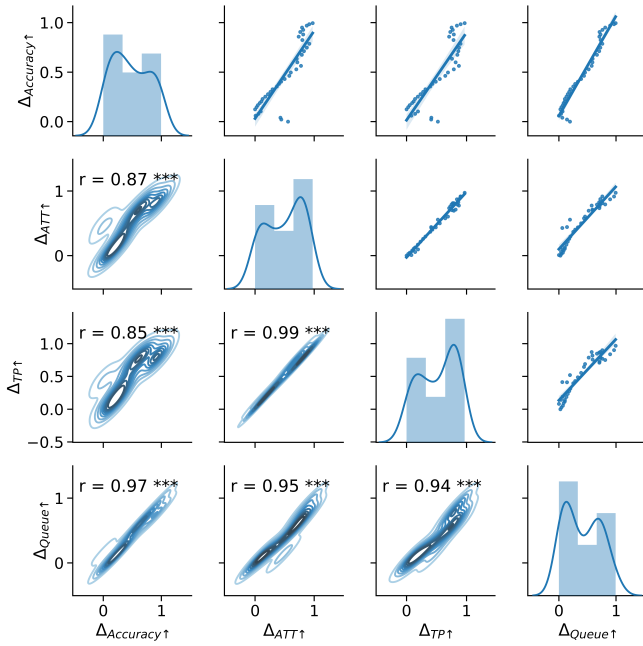 1.0
0.5
0.0
Δ_Accuracy↑
r = 0.87 ***
1
0
Δ_ATT↑
r = 0.85 ***
r = 0.99 ***
1.0
0.5
0.0
−0.5
Δ_TP↑
r = 0.97 ***
r = 0.95 ***
r = 0.94 ***
1
0
Δ_Queue↑
0 1 0 1 0 1 0 1
Δ_Accuracy↑ Δ_ATT↑ Δ_TP↑ Δ_Queue↑